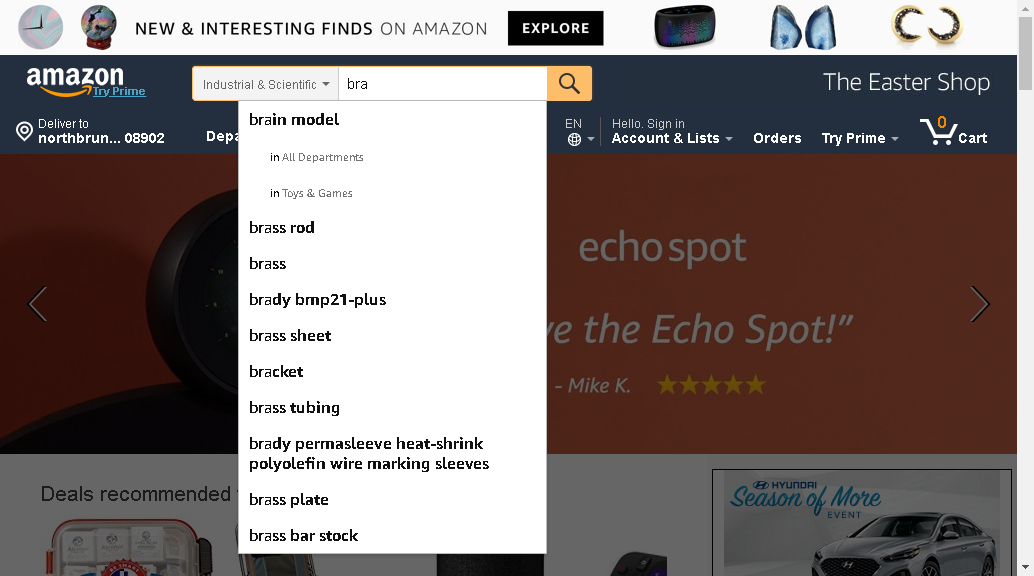 NEW & INTERESTING FINDS ON AMAZON
EXPLORE
amazon
Try Prime
Industrial & Scientific
bra
The Easter Shop
Deliver to
northbrun... 08902
Depa
EN
Hello. Sign in
Account & Lists
Orders
Try Prime
0
Cart
brain model
in All Departments
in Toys & Games
brass rod
brass
brady bmp21-plus
brass sheet
bracket
brass tubing
brady permasleeve heat-shrink
polyolefin wire marking sleeves
brass plate
brass bar stock
echo spot
ve the Echo Spot!”
- Mike K.
Deals recommended
HYUNDAI
Season of More
EVENT